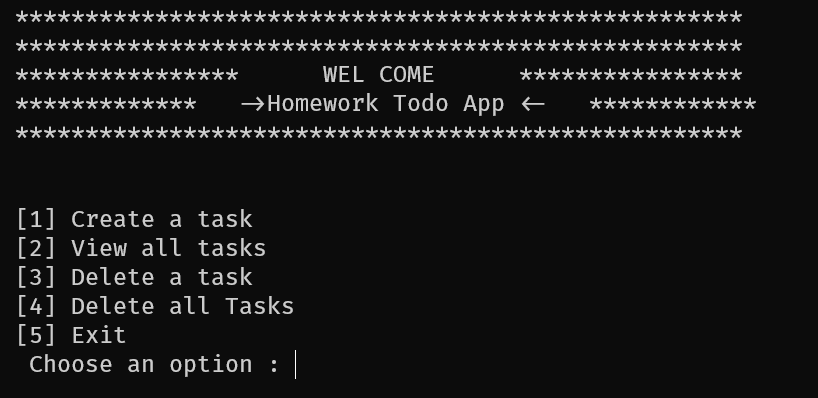 ****************************************************
****************************************************
****************      WEL COME      ****************
*************   ->Homework Todo App <-   ************
****************************************************
[1] Create a task
[2] View all tasks
[3] Delete a task
[4] Delete all Tasks
[5] Exit
Choose an option :